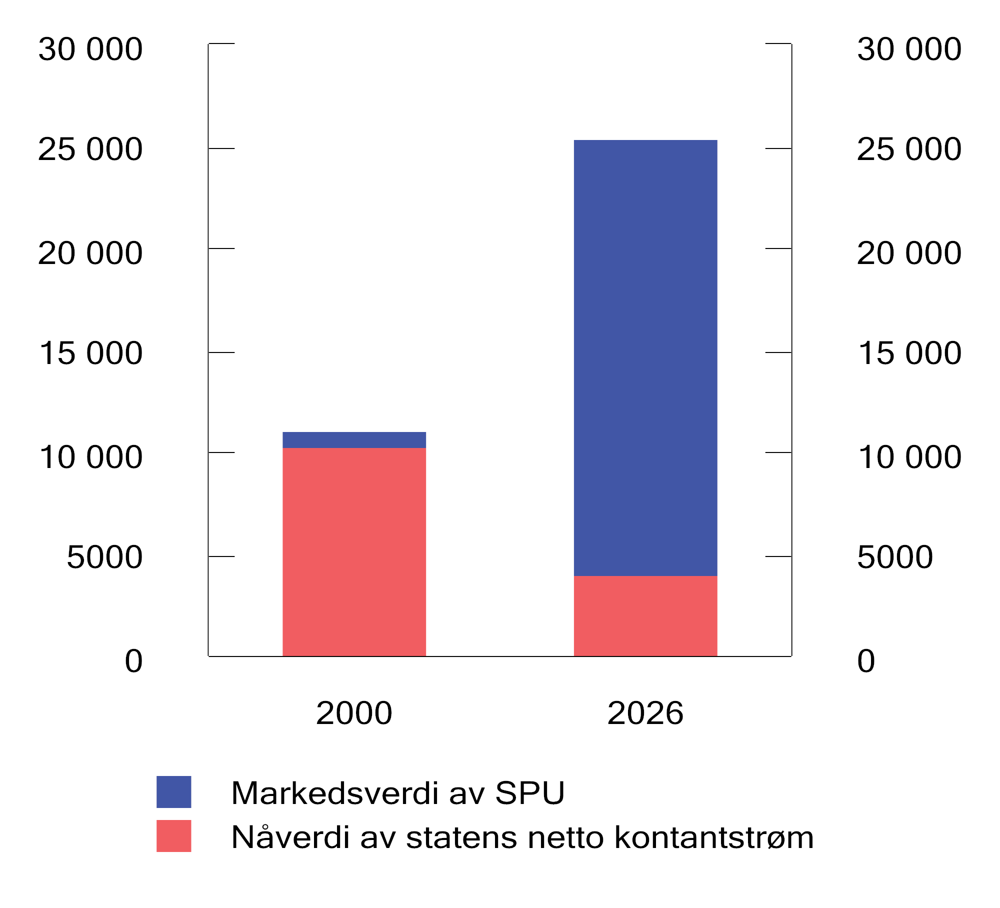 30 000 30 000
25 000 25 000
20 000 20 000
15 000 15 000
10 000 10 000
5000 5000
0 0
2000 2026
Markedsverdi av SPU
Nåverdi av statens netto kontantstrøm